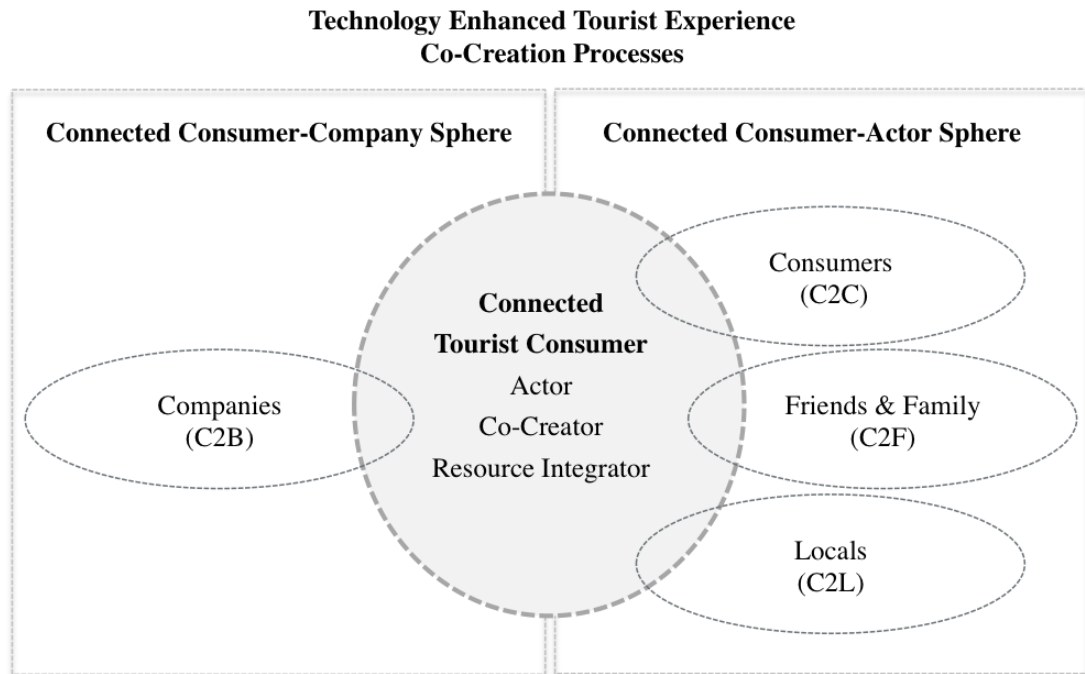 Technology Enhanced Tourist Experience
Co-Creation Processes
Connected Consumer-Company Sphere
Connected Consumer-Actor Sphere
Companies
(C2B)
Connected
Tourist Consumer
Actor
Co-Creator
Resource Integrator
Consumers
(C2C)
Friends & Family
(C2F)
Locals
(C2L)